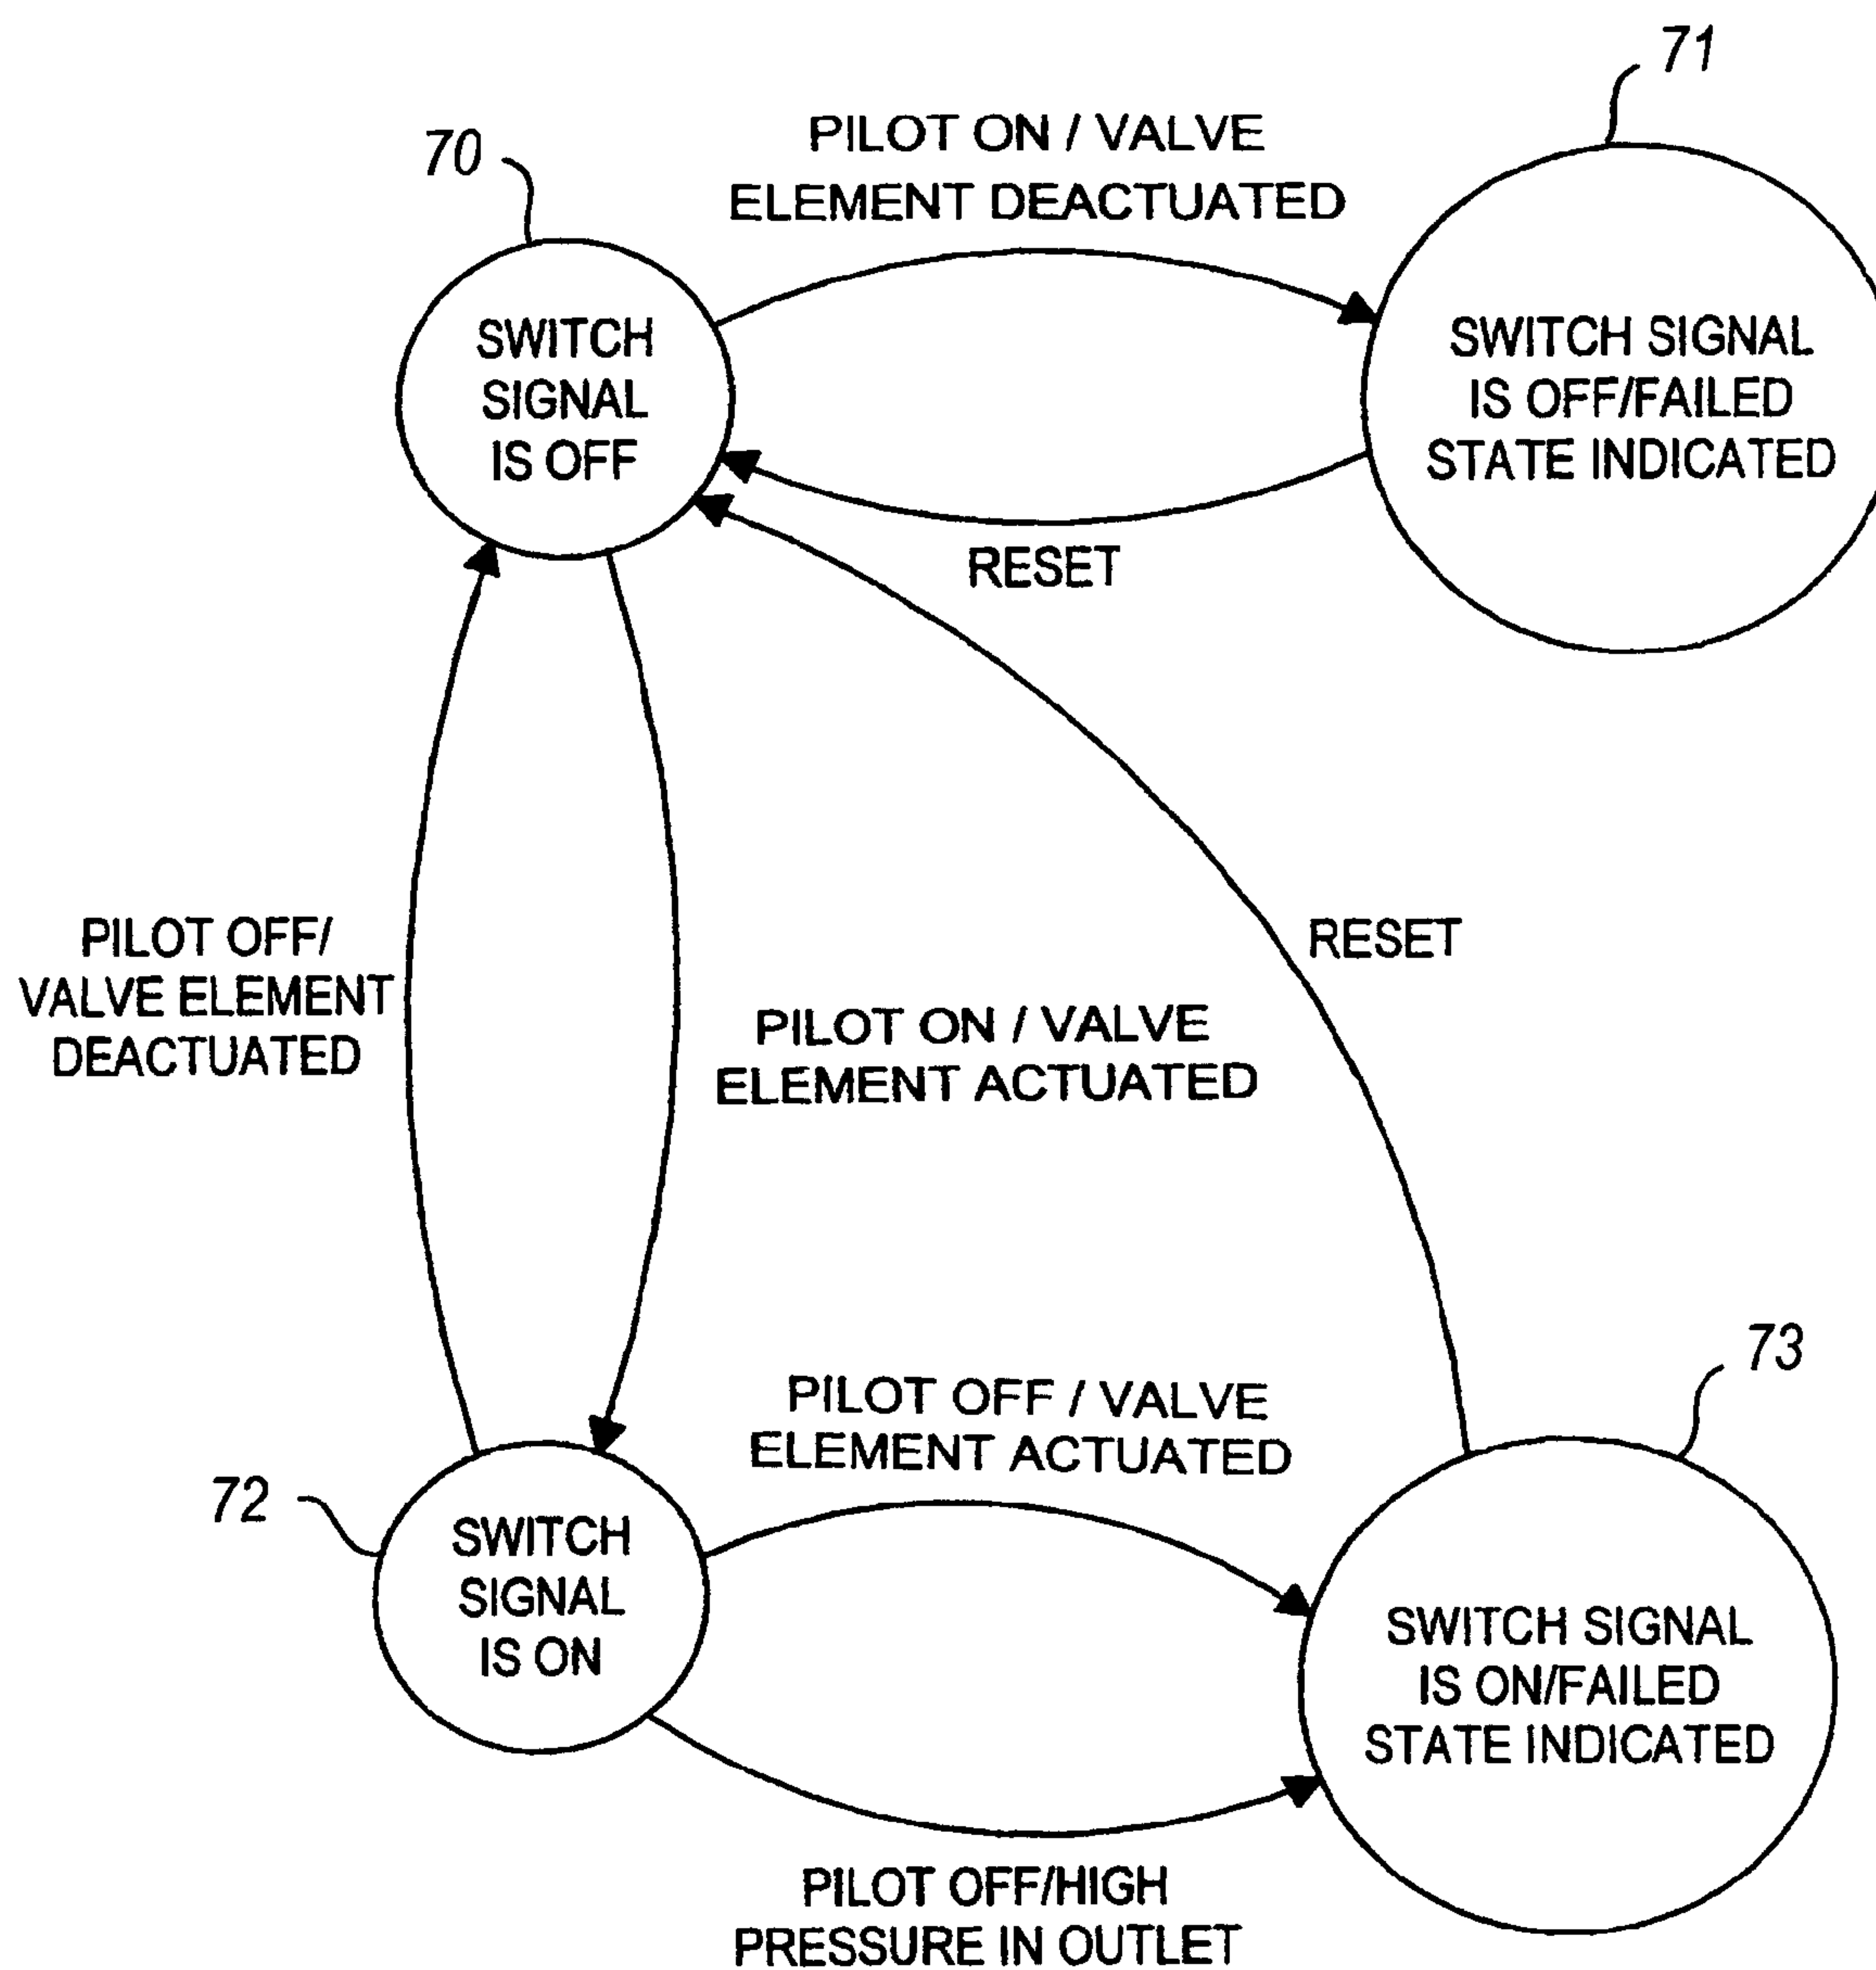 71
70
PILOT ON / VALVE
ELEMENT DEACTUATED
SWITCH
SIGNAL
IS OFF
SWITCH SIGNAL
IS OFF/FAILED
STATE INDICATED
RESET
PILOT OFF/
VALVE ELEMENT
DEACTUATED
RESET
PILOT ON / VALVE
ELEMENT ACTUATED
73
PILOT OFF / VALVE
ELEMENT ACTUATED
72
SWITCH
SIGNAL
IS ON
SWITCH SIGNAL
IS ON/FAILED
STATE INDICATED
PILOT OFF/HIGH
PRESSURE IN OUTLET